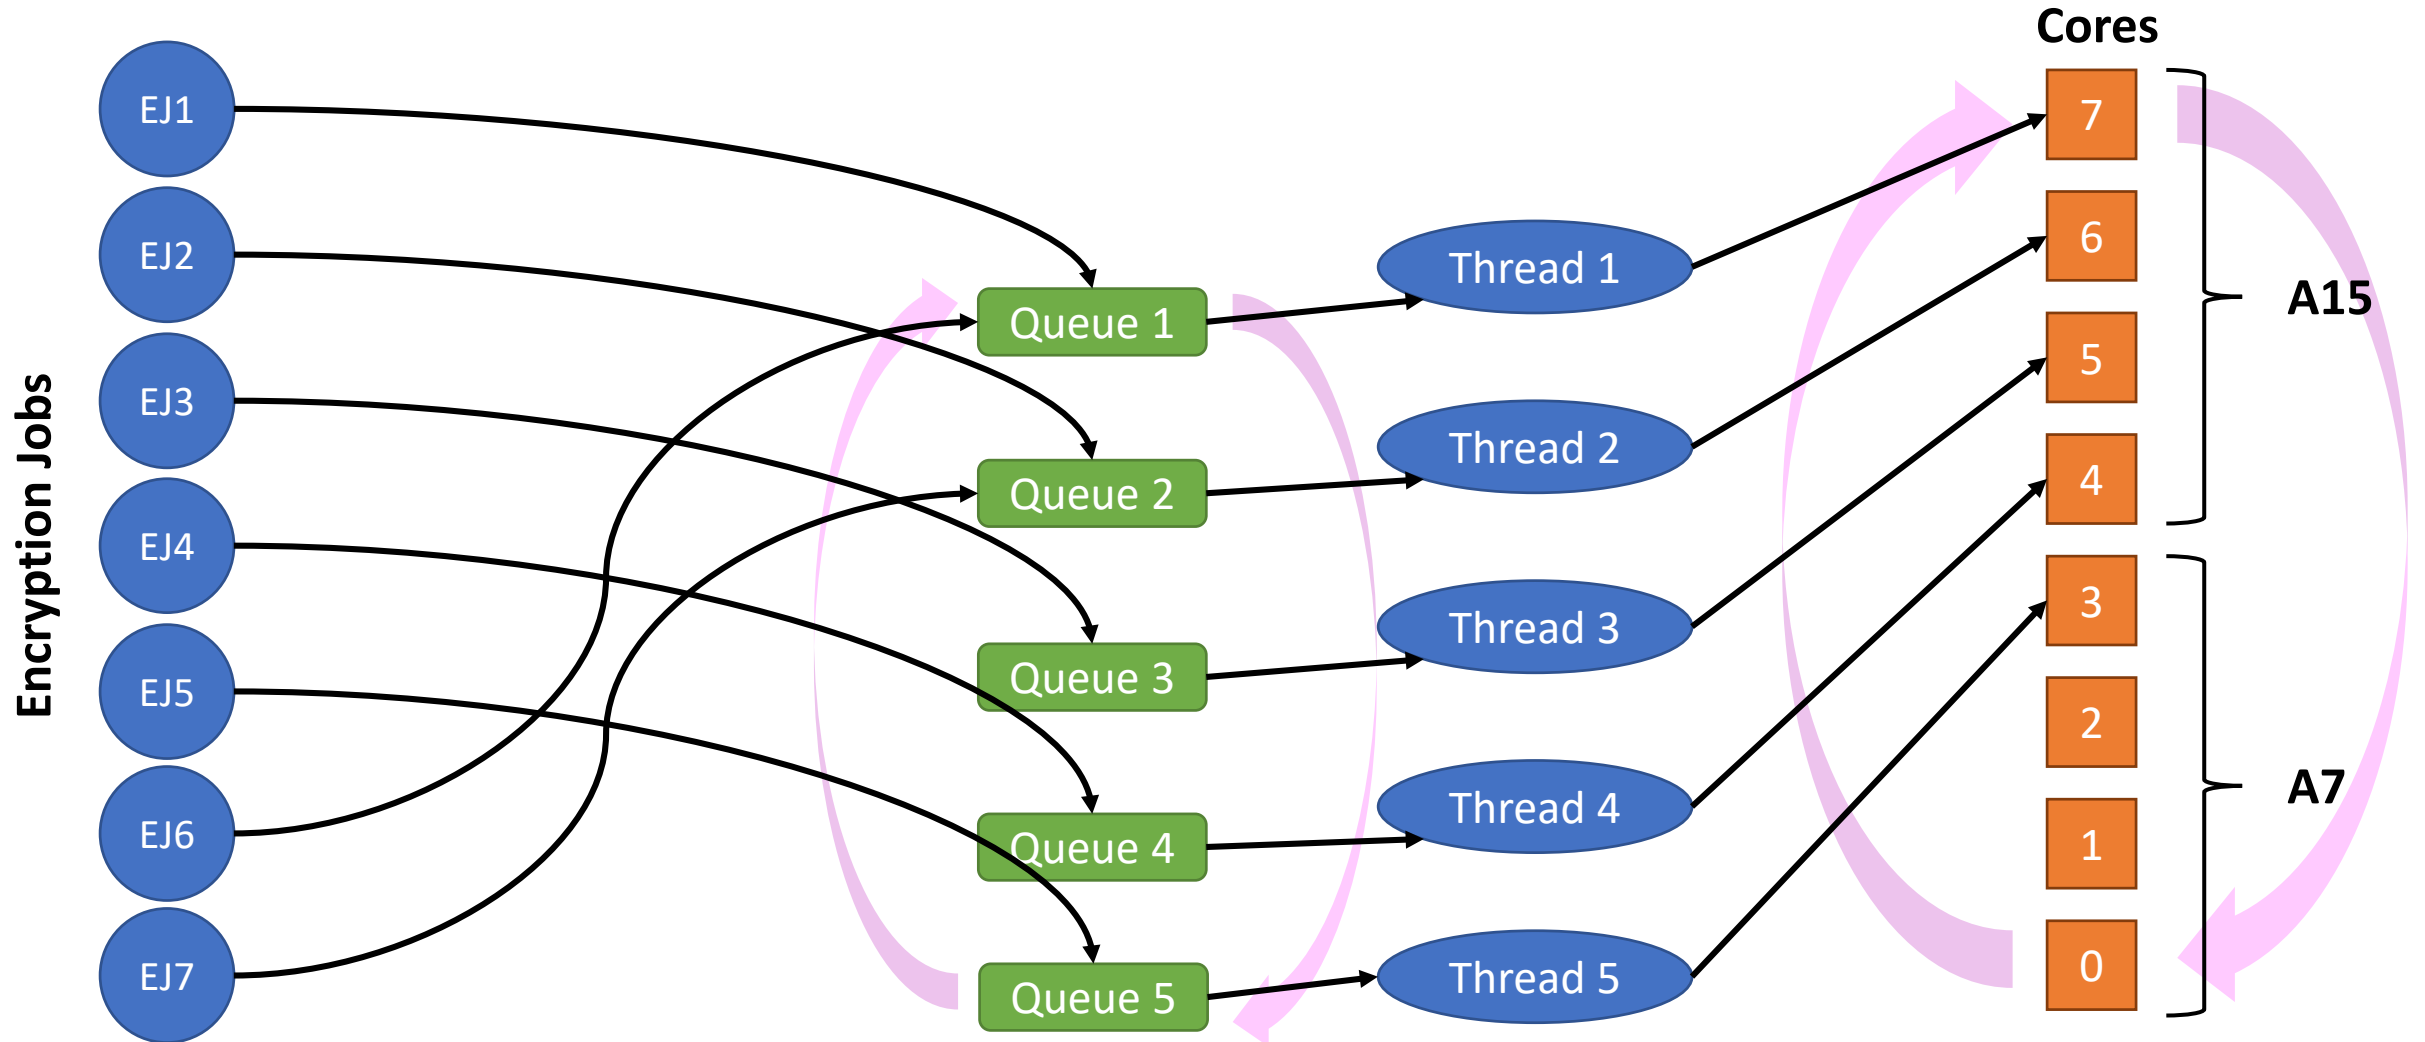 Encryption Jobs
EJ1
EJ2
EJ3
EJ4
EJ5
EJ6
EJ7
Queue 1
Queue 2
Queue 3
Queue 4
Queue 5
Thread 1
Thread 2
Thread 3
Thread 4
Thread 5
Cores
7
6
5
4
3
2
1
0
A15
A7